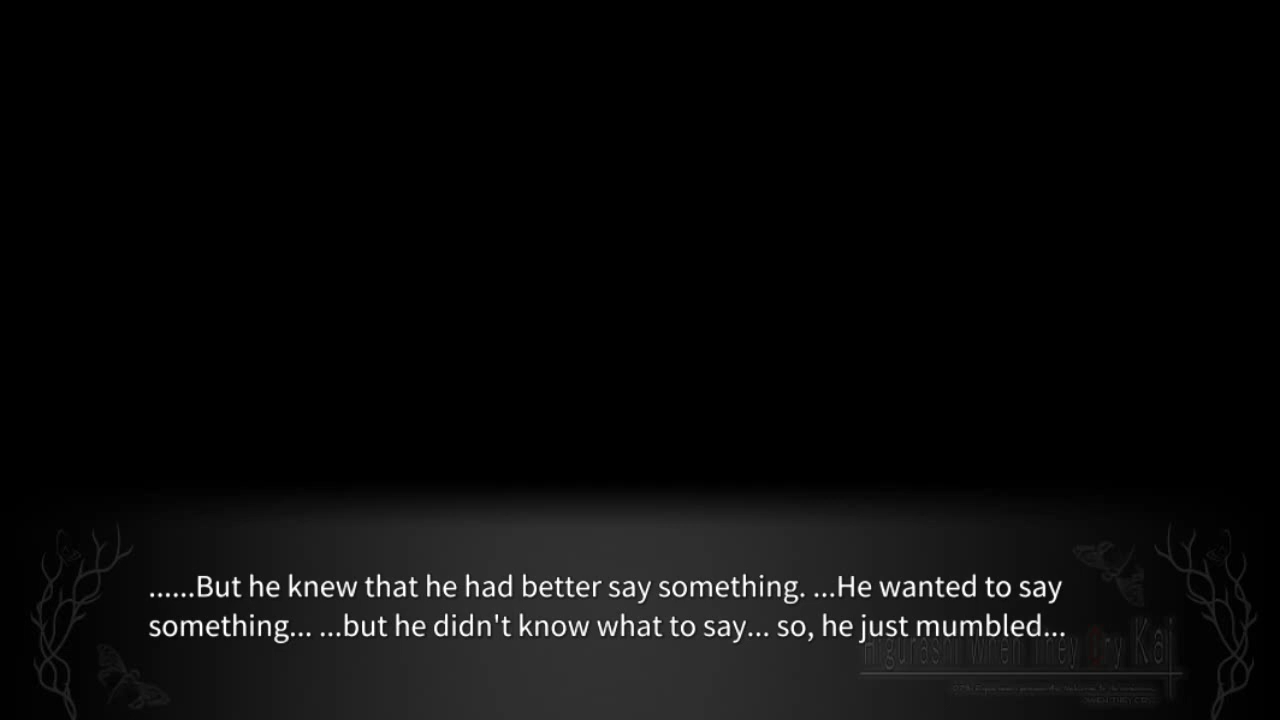 ......But he knew that he had better say something. ...He wanted to say
something... ...but he didn't know what to say... so, he just mumbled...
Higurashi When They Cry Kai